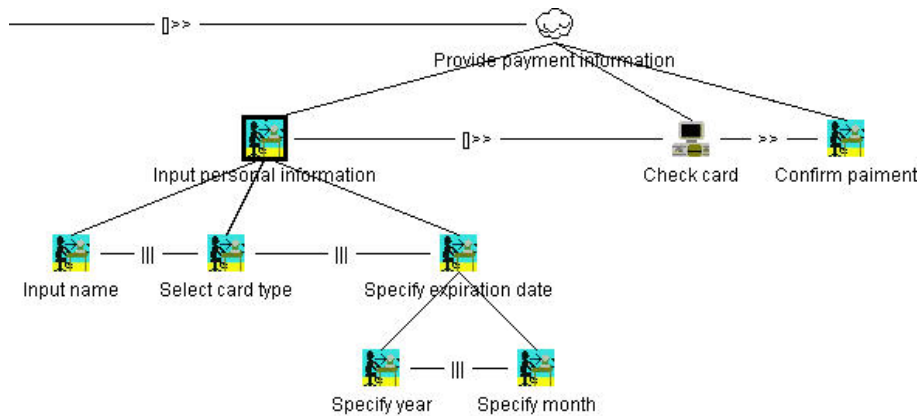 []>>
Provide payment information
[]>>
>>
Input personal information
Check card
Confirm paiment
|||
|||
Input name
Select card type
Specify expiration date
|||
Specify year
Specify month